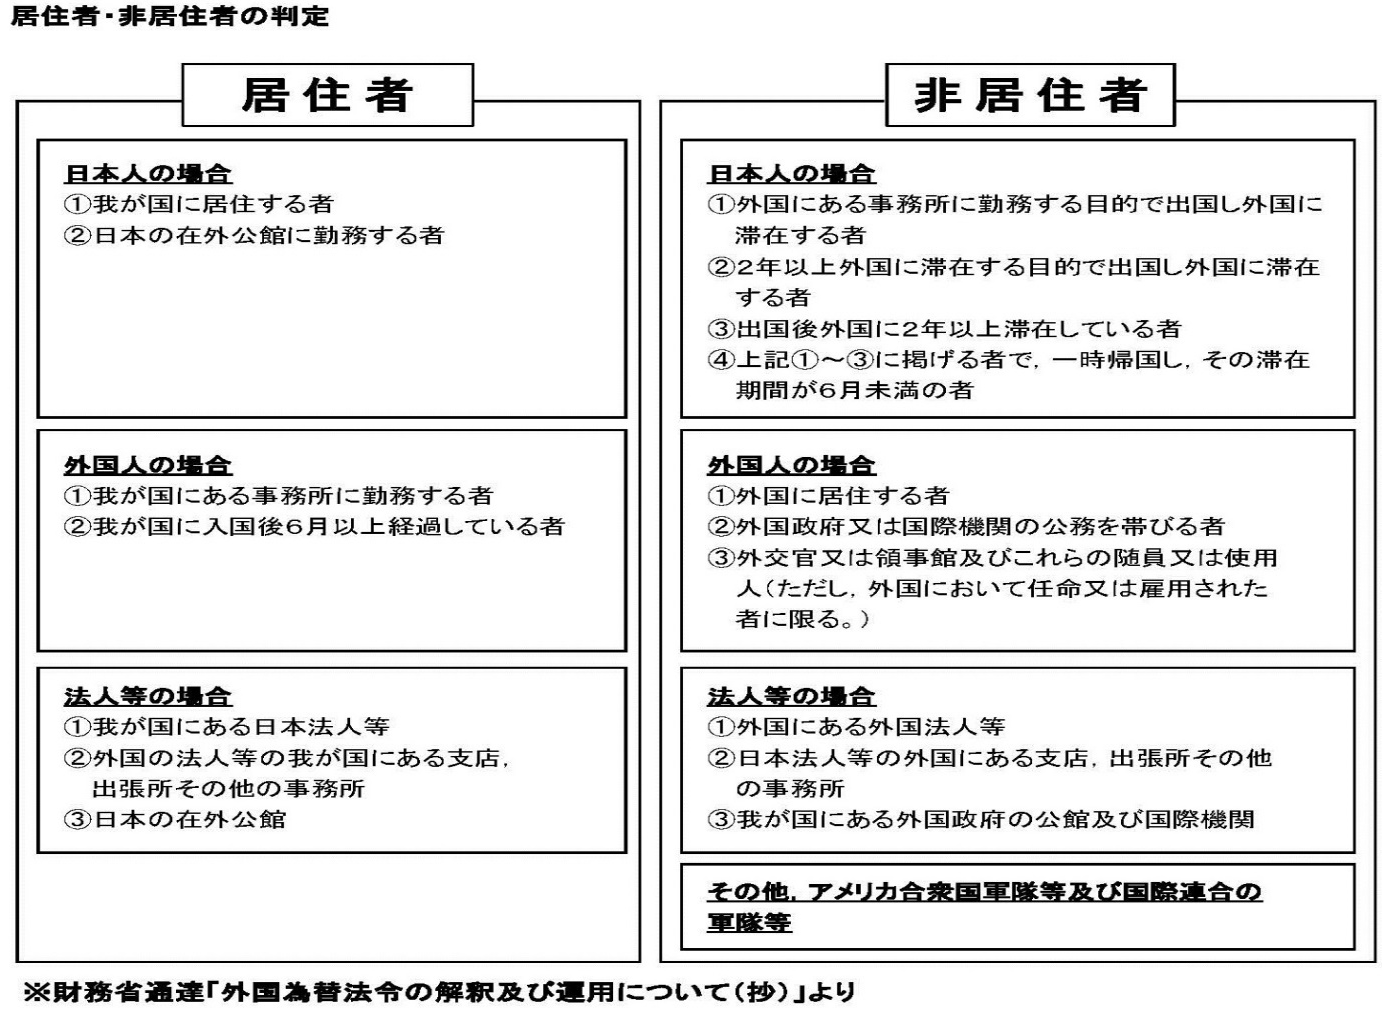 居住者・非居住者の判定
居住者
日本人の場合
①我が国に居住する者
②日本の在外公館に勤務する者
外国人の場合
①我が国にある事務所に勤務する者
②我が国に入国後6月以上経過している者
法人等の場合
①我が国にある日本法人等
②外国の法人等の我が国にある支店，
出張所その他の事務所
③日本の在外公館
非居住者
日本人の場合
①外国にある事務所に勤務する目的で出国し外国に
滞在する者
②2年以上外国に滞在する目的で出国し外国に滞在
する者
③出国後外国に2年以上滞在している者
④上記①～③に掲げる者で，一時帰国し，その滞在
期間が6月未満の者
外国人の場合
①外国に居住する者
②外国政府又は国際機関の公務を帯びる者
③外交官又は領事館及びこれらの随員又は使用
人（ただし，外国において任命又は雇用された
者に限る。）
法人等の場合
①外国にある外国法人等
②日本法人等の外国にある支店，出張所その他
の事務所
③我が国にある外国政府の公館及び国際機関
その他，アメリカ合衆国軍隊等及び国際連合の
軍隊等
※財務省通達「外国為替法令の解釈及び運用について（抄）」より